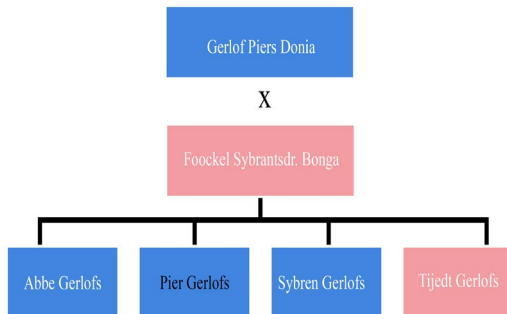 Gerlof Piers Donia
X
Foockel Sybrantsdr. Bonga
Abbe Gerlofs
Pier Gerlofs
Sybren Gerlofs
Tijedt Gerlofs